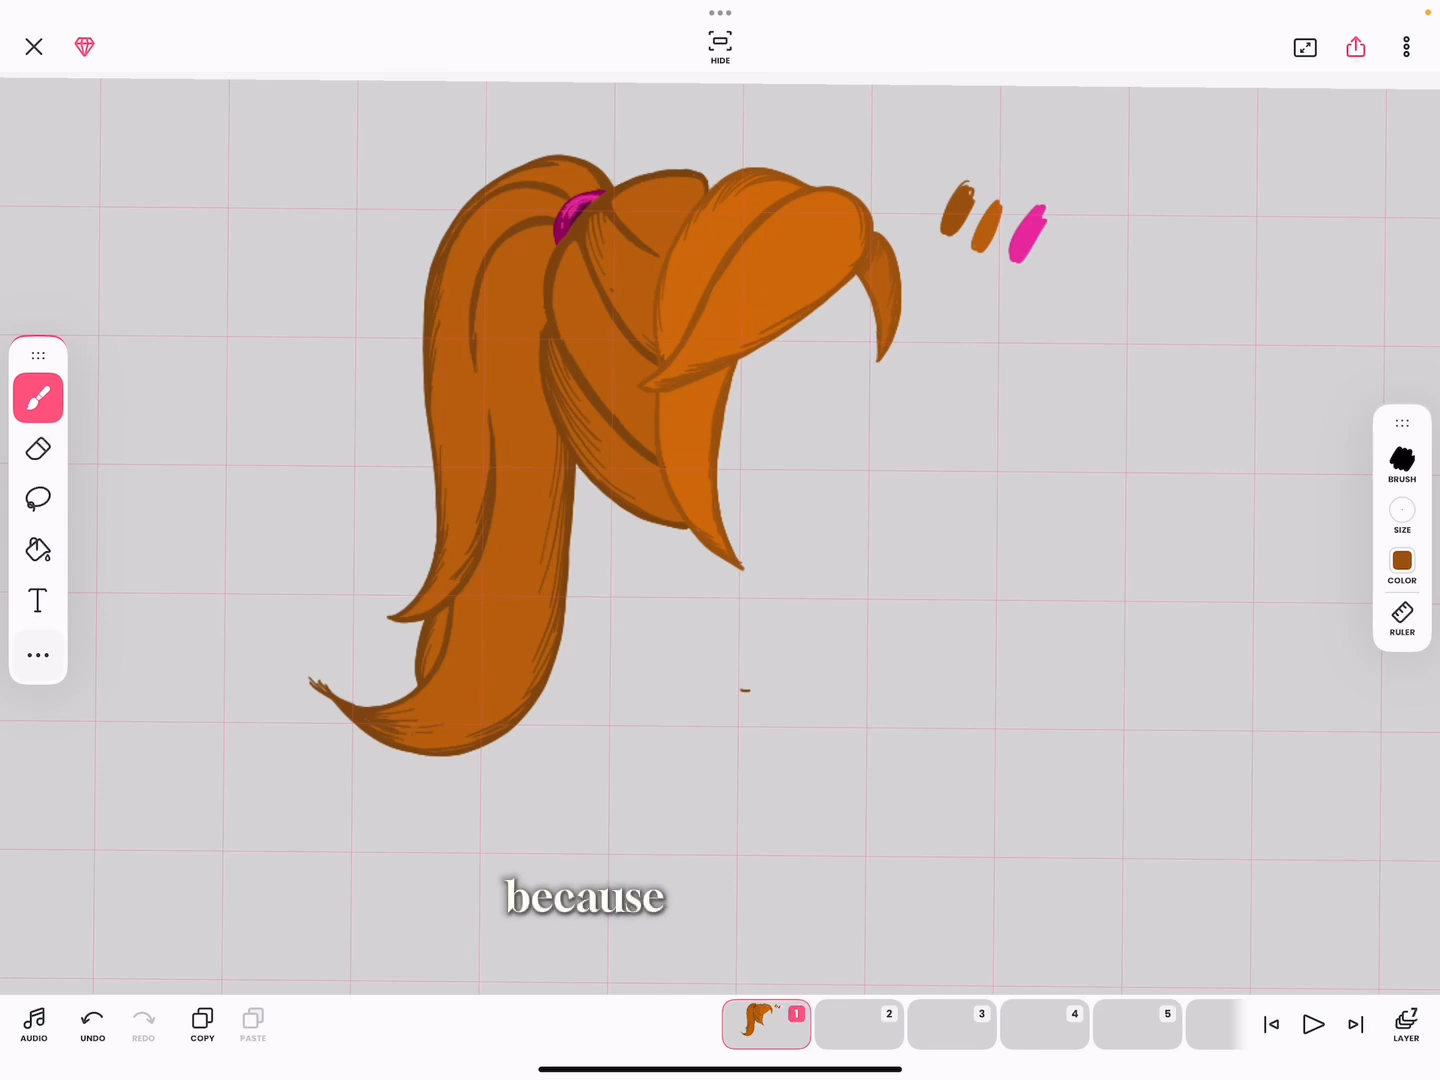 HIDE
BRUSH
SIZE
COLOR
RULER
T
because
1 2 3 4 5
7
AUDIO UNDO REDO COPY PASTE LAYER